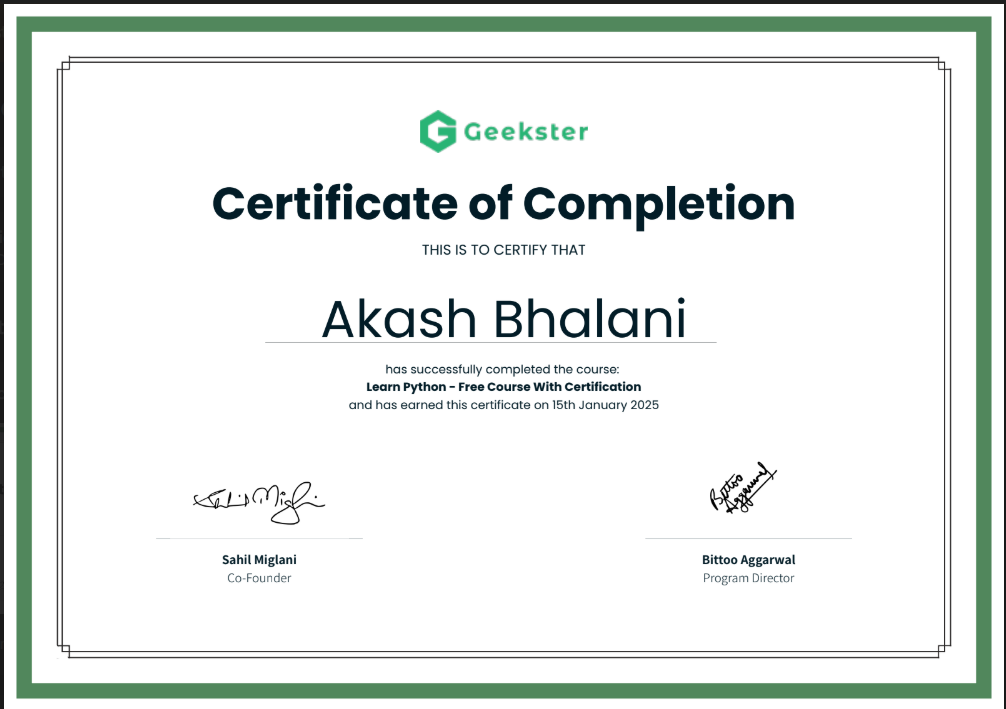 Geekster
Certificate of Completion
THIS IS TO CERTIFY THAT
Akash Bhalani
has successfully completed the course:
Learn Python - Free Course With Certification
and has earned this certificate on 15th January 2025
Sahil Miglani
Bittoo
Aggarwal
Sahil Miglani
Co-Founder
Bittoo Aggarwal
Program Director